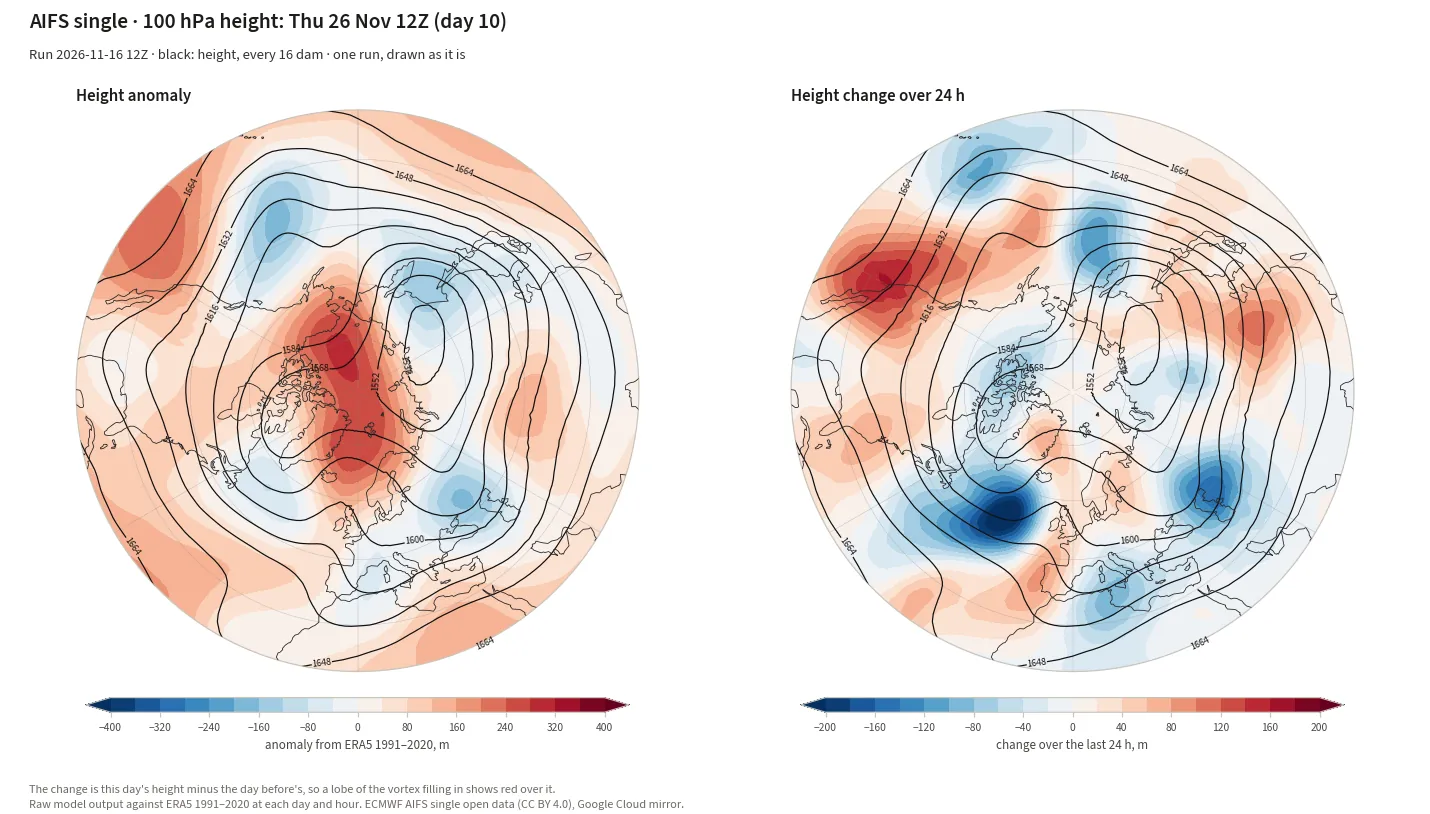 AIFS single · 100 hPa height: Thu 26 Nov 12Z (day 10)
Run 2026-11-16 12Z · black: height, every 16 dam · one run, drawn as it is
Height anomaly
Height change over 24 h
1664
1648
1664
1632
1616
1584
1568
1552
1600
1664
1664
1648
1664
1648
1664
1632
1616
1584
1568
1552
1600
1664
1664
1648
−400 −320 −240 −160 −80 0 80 160 240 320 400
anomaly from ERA5 1991–2020, m
−200 −160 −120 −80 −40 0 40 80 120 160 200
change over the last 24 h, m
The change is this day's height minus the day before's, so a lobe of the vortex filling in shows red over it.
Raw model output against ERA5 1991–2020 at each day and hour. ECMWF AIFS single open data (CC BY 4.0), Google Cloud mirror.